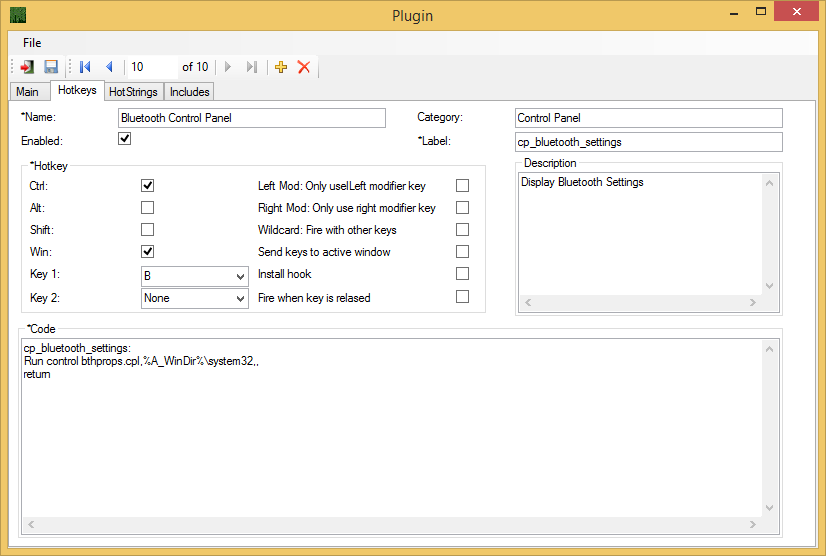 Plugin
File
10 of 10
Main Hotkeys HotStrings Includes
*Name: Bluetooth Control Panel Category: Control Panel
Enabled: *Label: cp_bluetooth_settings
*Hotkey Description
Ctrl: Left Mod: Only uselLeft modifier key Display Bluetooth Settings
Alt: Right Mod: Only use right modifier key
Shift: Wildcard: Fire with other keys
Win: Send keys to active window
Key 1: B Install hook
Key 2: None Fire when key is relased
*Code
cp_bluetooth_settings:
Run control bthprops.cpl,%A_WinDir%\system32,,
return